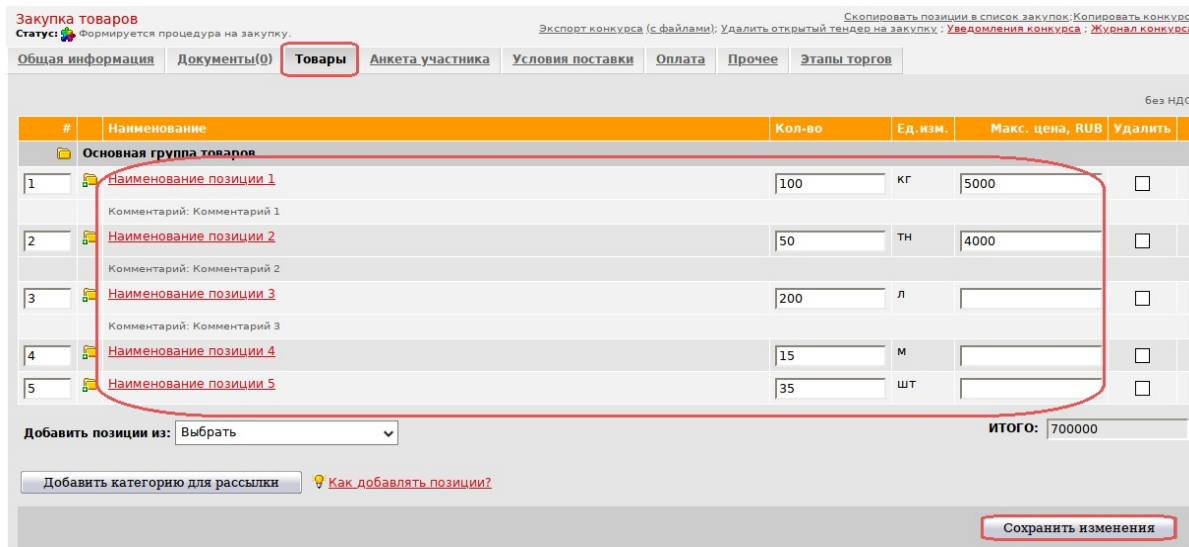 Закупка товаров
Скопировать позиции в список закупок;Копировать конкурс
Статус: Формируется процедура на закупку.
Экспорт конкурса (с файлами); Удалить открытый тендер на закупку ; Уведомления конкурса ; Журнал конкурса
Общая информация Документы(0) Товары Анкета участника Условия поставки Оплата Прочее Этапы торгов
без НДС
# Наименование Кол-во Ед.изм. Макс. цена, RUB Удалить
Основная группа товаров
1 Наименование позиции 1 100 кг 5000
Комментарий: Комментарий 1
2 Наименование позиции 2 50 тн 4000
Комментарий: Комментарий 2
3 Наименование позиции 3 200 л
Комментарий: Комментарий 3
4 Наименование позиции 4 15 м
5 Наименование позиции 5 35 шт
Добавить позиции из: Выбрать ИТОГО: 700000
Добавить категорию для рассылки Как добавлять позиции?
Сохранить изменения